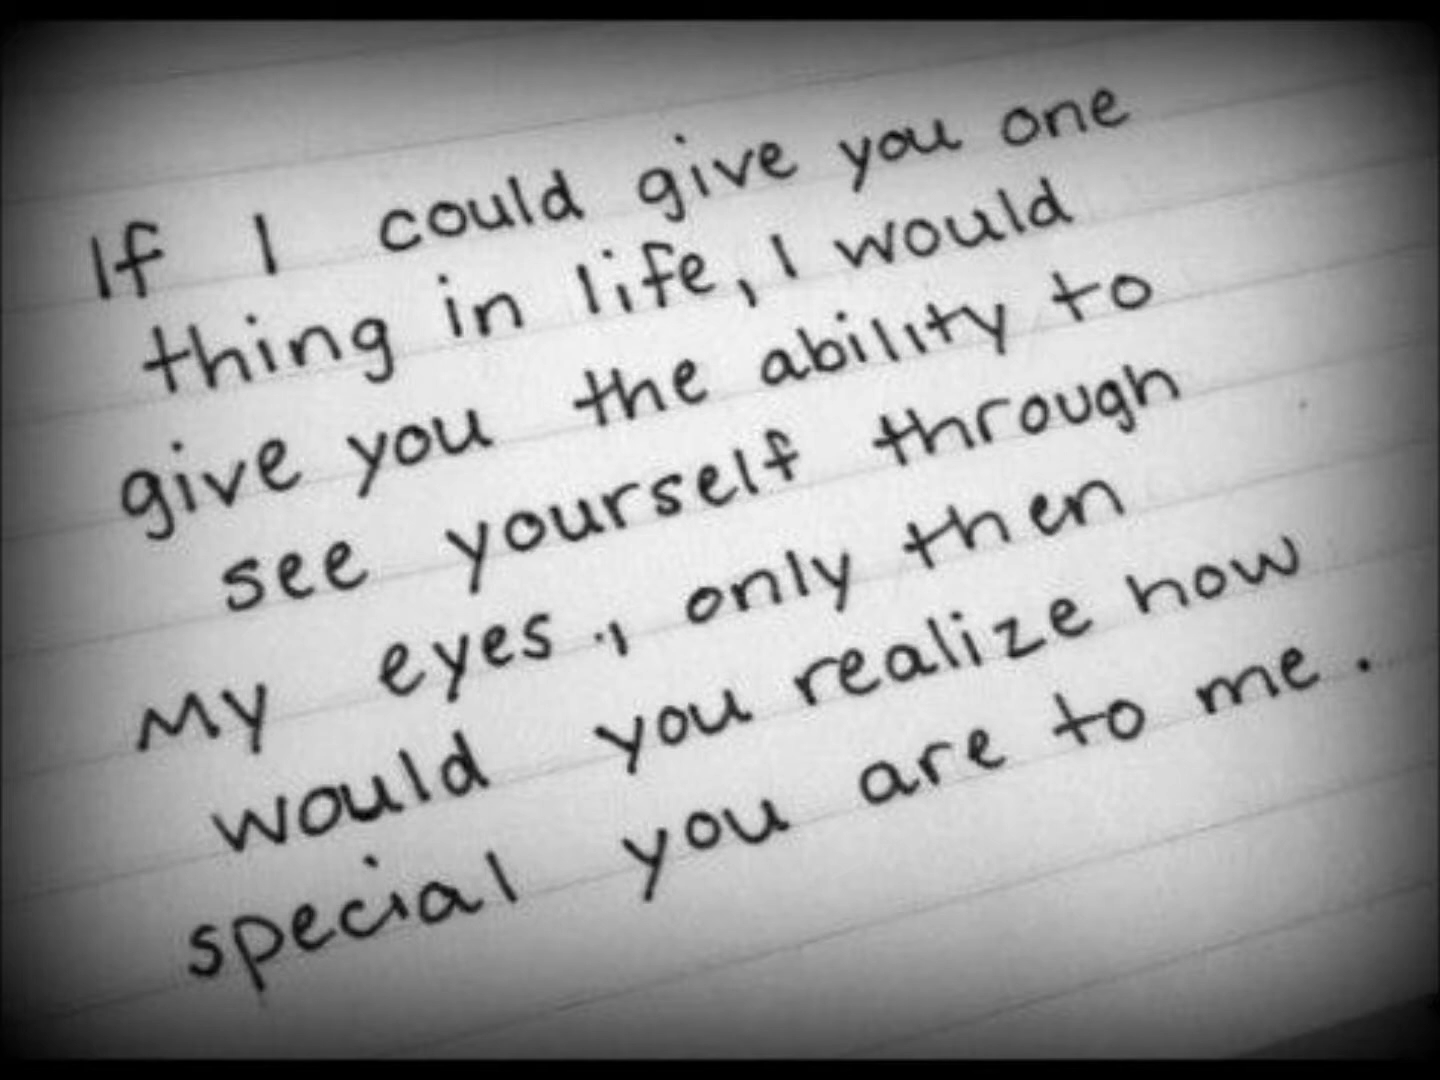 If I could give you one
thing in life, I would
give you the ability to
see yourself through
my eyes., only then
would you realize how
special you are to me.